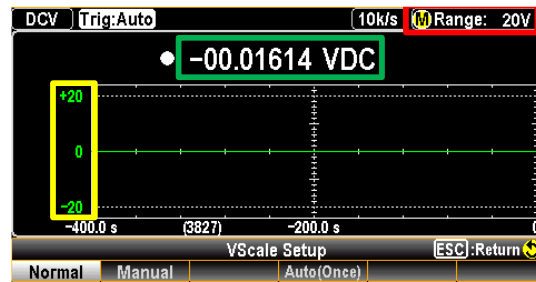 DCV Trig:Auto 10k/s M Range: 20V
−00.01614 VDC
+20
0
−20
−400.0 s (3827) −200.0 s 0
VScale Setup ESC:Return
Normal Manual Auto(Once)